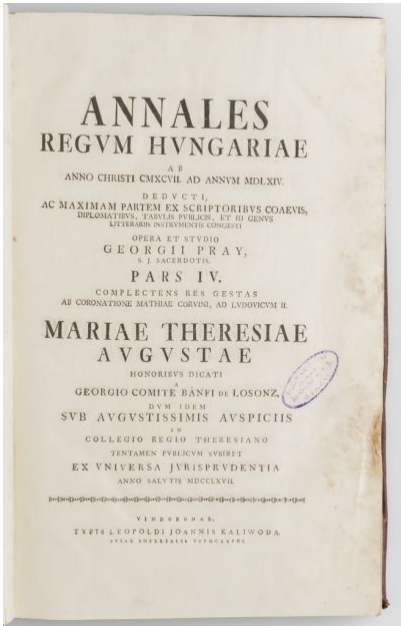 ANNALES
REGVM HVNGARIAE
AB
ANNO CHRISTI CMXCVII. AD ANNVM MDLXIV.
DEDVCTI,
AC MAXIMAM PARTEM EX SCRIPTORIBVS COAEVIS,
DIPLOMATIBVS, TABVLIS PVBLICIS, ET ID GENVS
LITTERARIIS INSTRVMENTIS CONGESTI
OPERA ET STVDIO
GEORGII PRAY,
S. J. SACERDOTIS.
PARS IV.
COMPLECTENS RES GESTAS
AB CORONATIONE MATHIAE CORVINI, AD LVDOVICVM II.
MARIAE THERESIAE
AVGVSTAE
HONORIBVS DICATI
A
GEORGIO COMITE BÁNFI DE LOSONZ,
DVM IDEM
SVB AVGVSTISSIMIS AVSPICIIS
IN
COLLEGIO REGIO THERESIANO
TENTAMEN PVBLICVM SVBIRET
EX VNIVERSA JVRISPRVDENTIA
ANNO SALVTIS MDCCLXVII.
VINDOBONAE,
TYPIS LEOPOLDI JOANNIS KALIWODA,
AVLAE IMPERIALIS TYPOGRAPHI